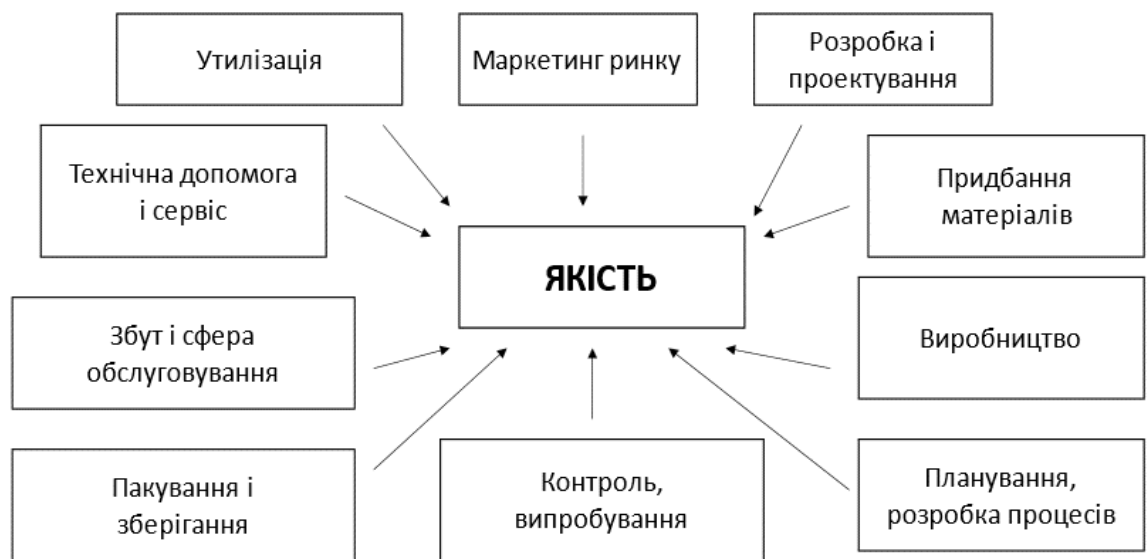 Утилізація
Маркетинг ринку
Розробка і
проектування
Технічна допомога
і сервіс
Придбання
матеріалів
ЯКІСТЬ
Збут і сфера
обслуговування
Виробництво
Пакування і
зберігання
Контроль,
випробування
Планування,
розробка процесів